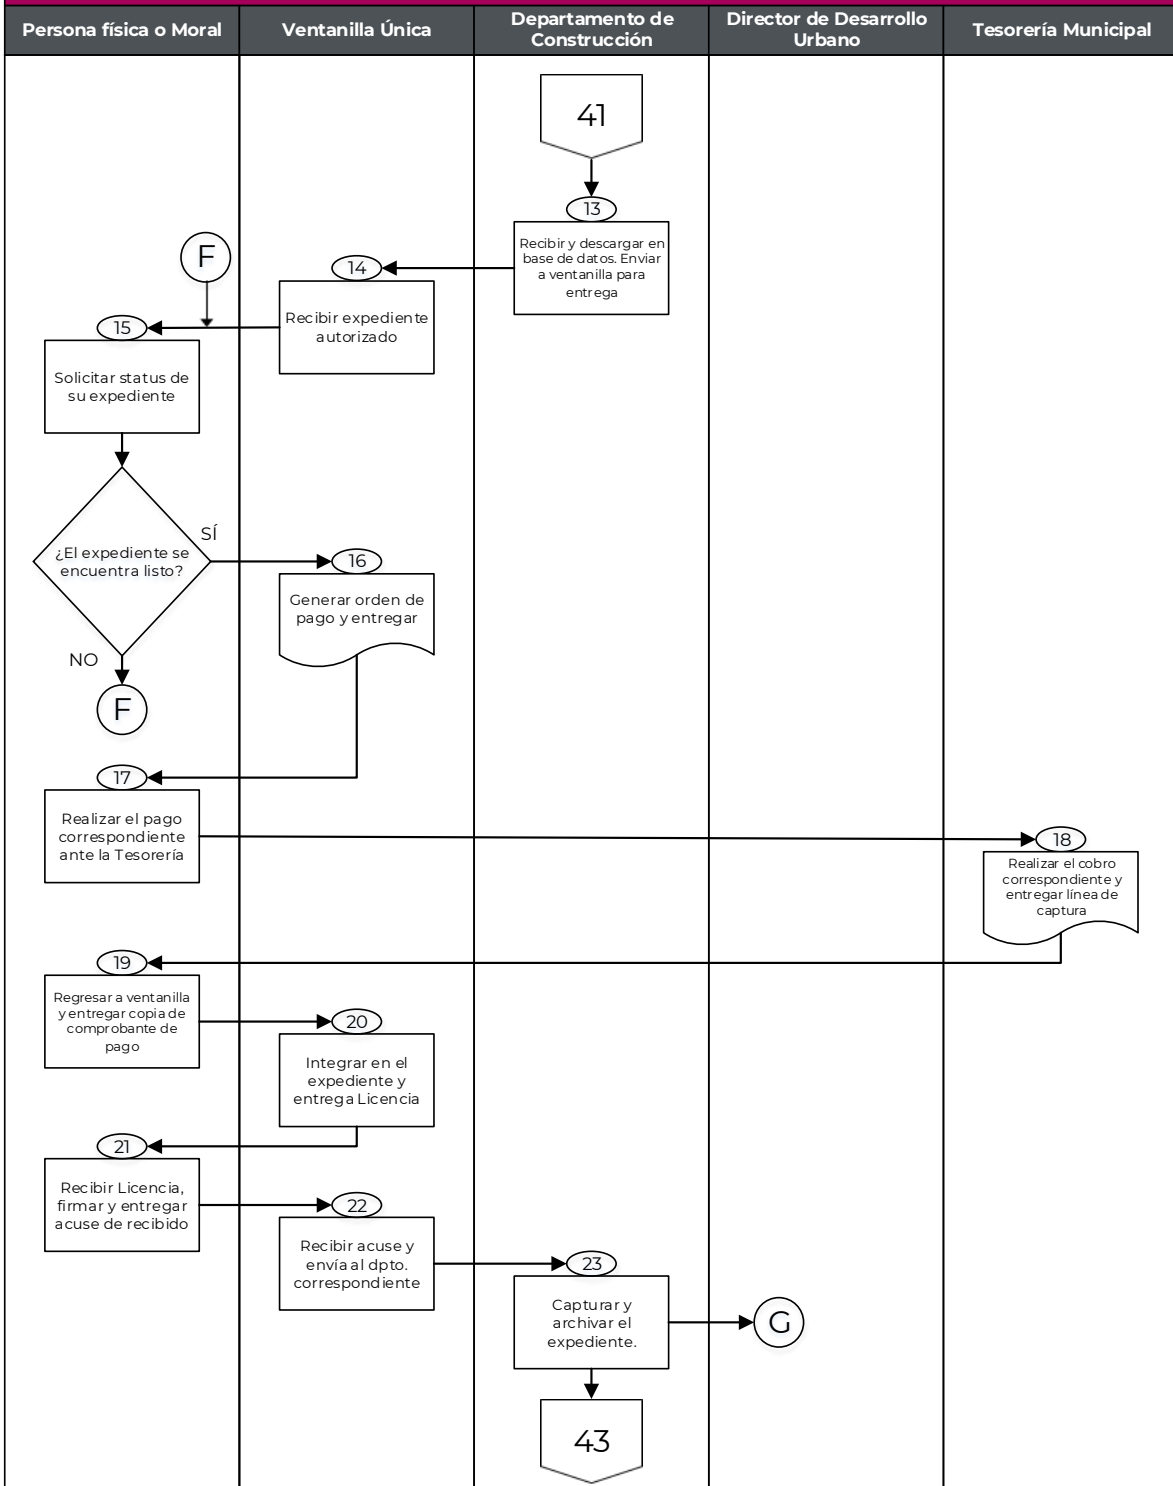 Persona física o Moral
Ventanilla Única
Departamento de
Construcción
Director de Desarrollo
Urbano
Tesorería Municipal
41
13
Recibir y descargar en
base de datos. Enviar
a ventanilla para
entrega
14
Recibir expediente
autorizado
F
15
Solicitar status de
su expediente
¿El expediente se
encuentra listo?
SÍ
NO
F
16
Generar orden de
pago y entregar
17
Realizar el pago
correspondiente
ante la Tesorería
18
Realizar el cobro
correspondiente y
entregar línea de
captura
19
Regresar a ventanilla
y entregar copia de
comprobante de
pago
20
Integrar en el
expediente y
entrega Licencia
21
Recibir Licencia,
firmar y entregar
acuse de recibido
22
Recibir acuse y
envía al dpto.
correspondiente
23
Capturar y
archivar el
expediente.
G
43